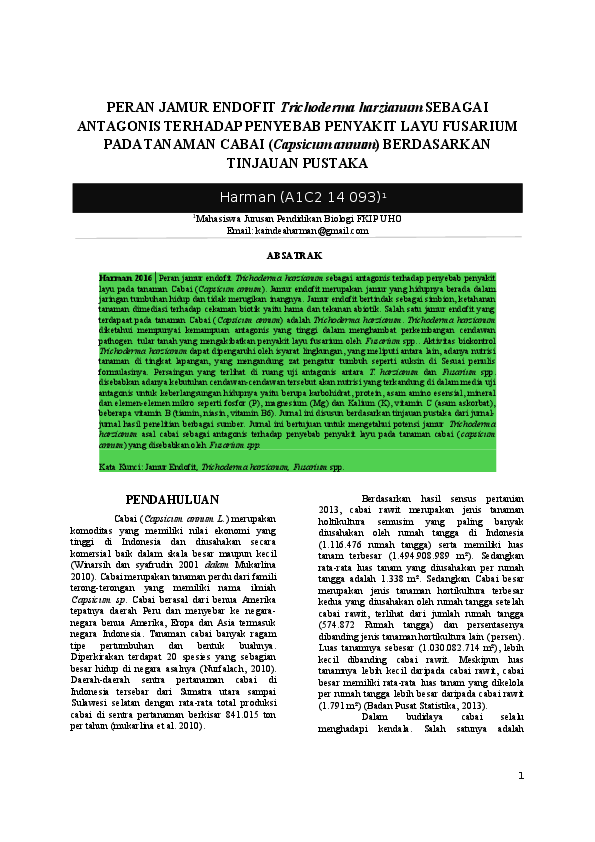 PERAN JAMUR ENDOFIT Trichoderma harzianum SEBAGAI
ANTAGONIS TERHADAP PENYEBAB PENYAKIT LAYU FUSARIUM
PADA TANAMAN CABAI (Capsicum annum) BERDASARKAN
TINJAUAN PUSTAKA
Harman (A1C2 14 093)¹
¹Mahasiswa Jurusan Pendidikan Biologi FKIP UHO
Email: kaindeaharman@gmail.com
ABSATRAK
Harman 2016 | Peran jamur endofit Trichoderma harzianum sebagai antagonis terhadap penyebab penyakit
layu pada tanaman Cabai (Capsicum annum). Jamur endofit merupakan jamur yang hidupnya berada dalam
jaringan tumbuhan hidup dan tidak merugikan inangnya. Jamur endofit bertindak sebagai simbion, ketahanan
tanaman dimediasi terhadap cekaman biotik yaitu hama dan tekanan abiotik. Salah satu jamur endofit yang
terdapat pada tanaman Cabai (Capsicum annum) adalah Trichoderma harzianum. Trichoderma harzianum
diketahui mempunyai kemampuan antagonis yang tinggi dalam menghambat perkembangan cendawan
pathogen tular tanah yang mengakibatkan penyakit layu fusarium oleh Fusarium spp. Aktivitas biokontrol
Trichoderma harzianum dapat dipengaruhi oleh isyarat lingkungan, yang meliputi antara lain, adanya nutrisi
tanaman di tingkat lapangan, yang mengandung zat pengatur tumbuh seperti auksin di Sesuai penulis
formulasinya. Persaingan yang terlihat di ruang uji antagonis antara T. harzianum dan Fusarium spp.
disebabkan adanya kebutuhan cendawan-cendawan tersebut akan nutrisi yang terkandung di dalam media uji
antagonis untuk keberlangsungan hidupnya yaitu berupa karbohidrat, protein, asam amino esensial, mineral
dan elemen-elemen mikro seperti fosfor (P), magnesium (Mg) dan Kalium (K), vitamin C (asam askorbat),
beberapa vitamin B (tiamin, niasin, vitamin B6). Jurnal ini disusun berdasarkan tinjauan pustaka dari jurnal-
jurnal hasil penelitian berbagai sumber. Jurnal ini bertujuan untuk mengetahui potensi jamur Trichoderma
harzianum asal cabai sebagai antagonis terhadap penyebab penyakit layu pada tanaman cabai (capsicum
annum) yang disebabkan oleh Fusarium spp.
Kata Kunci: Jamur Endofit, Trichoderma harzianum, Fusarium spp.
PENDAHULUAN
Cabai (Capsicum annum L.) merupakan
komoditas yang memiliki nilai ekonomi yang
tinggi di Indonesia dan diusahakan secara
komersial baik dalam skala besar maupun kecil
(Winarsih dan syafrudin 2001 dalam Mukarlina
2010). Cabai merupakan tanaman perdu dari famili
terong-terongan yang memiliki nama ilmiah
Capsicum sp. Cabai berasal dari benua Amerika
tepatnya daerah Peru dan menyebar ke negara-
negara benua Amerika, Eropa dan Asia termasuk
negara Indonesia. Tanaman cabai banyak ragam
tipe pertumbuhan dan bentuk buahnya.
Diperkirakan terdapat 20 spesies yang sebagian
besar hidup di negara asalnya (Nurfalach, 2010).
Daerah-daerah sentra pertanaman cabai di
Indonesia tersebar dari Sumatra utara sampai
Sulawesi selatan dengan rata-rata total produksi
cabai di sentra pertanaman berkisar 841.015 ton
per tahun (mukarlina et al. 2010).
Berdasarkan hasil sensus pertanian
2013, cabai rawit merupakan jenis tanaman
holtikultura semusim yang paling banyak
diusahakan oleh rumah tangga di Indonesia
(1.116.476 rumah tangga) serta memiliki luas
tanam terbesar (1.494.908.989 m²). Sedangkan
rata-rata luas tanam yang diusahakan per rumah
tangga adalah 1.338 m². Sedangkan Cabai besar
merupakan jenis tanaman hortikultura terbesar
kedua yang diusahakan oleh rumah tangga setelah
cabai rawit, terlihat dari jumlah rumah tangga
(574.872 Rumah tangga) dan persentasenya
dibanding jenis tanaman hortikultura lain (persen).
Luas tanamnya sebesar (1.030.082.714 m²), lebih
kecil dibanding cabai rawit. Meskipun luas
tanamnya lebih kecil daripada cabai rawit, cabai
besar memiliki rata-rata luas tanam yang dikelola
per rumah tangga lebih besar daripada cabai rawit
(1.791 m²) (Badan Pusat Statistika, 2013).
Dalam budidaya cabai selalu
menghadapi kendala. Salah satunya adalah
1